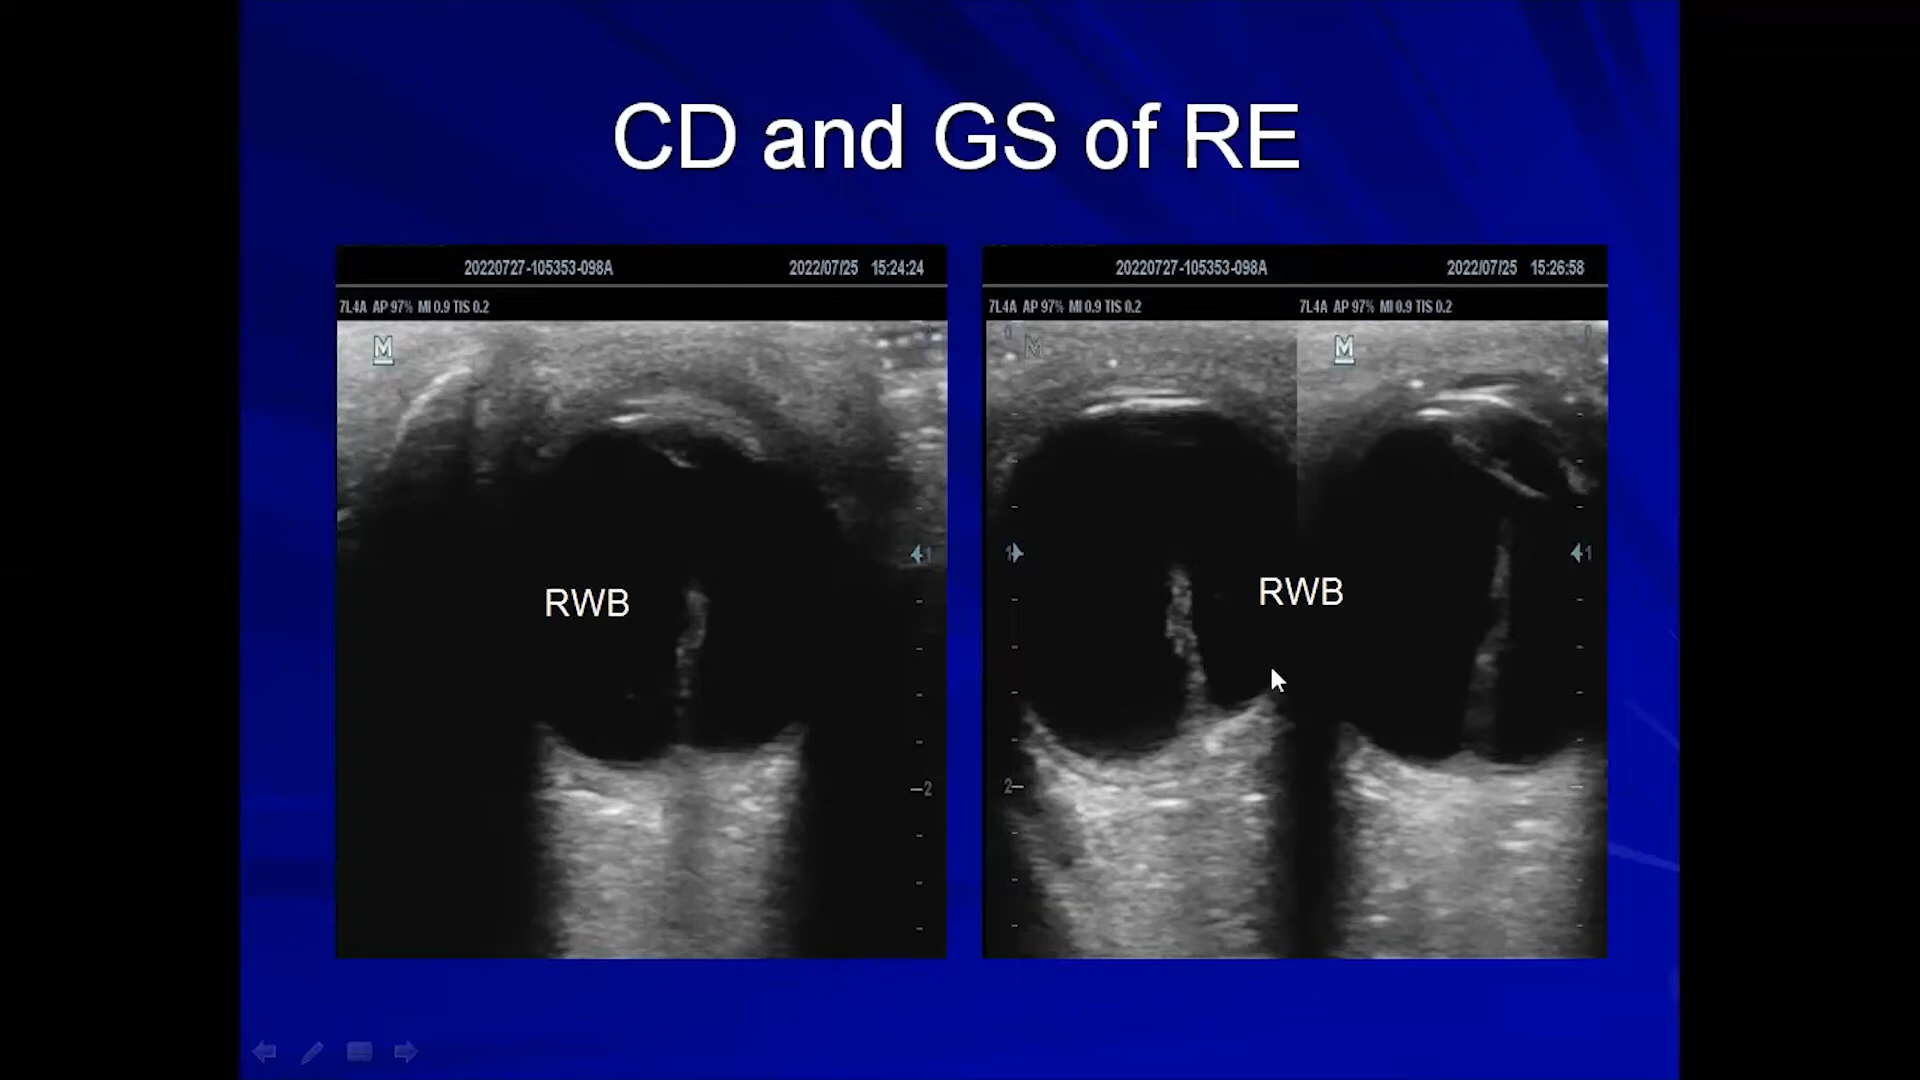 CD and GS of RE
20220727-105353-098A 2022/07/25 15:24:24
7L4A AP 97% MI 0.9 TIS 0.2
M
1
RWB
2
20220727-105353-098A 2022/07/25 15:26:58
7L4A AP 97% MI 0.9 TIS 0.2 7L4A AP 97% MI 0.9 TIS 0.2
0 M M 0
1 1
RWB
2